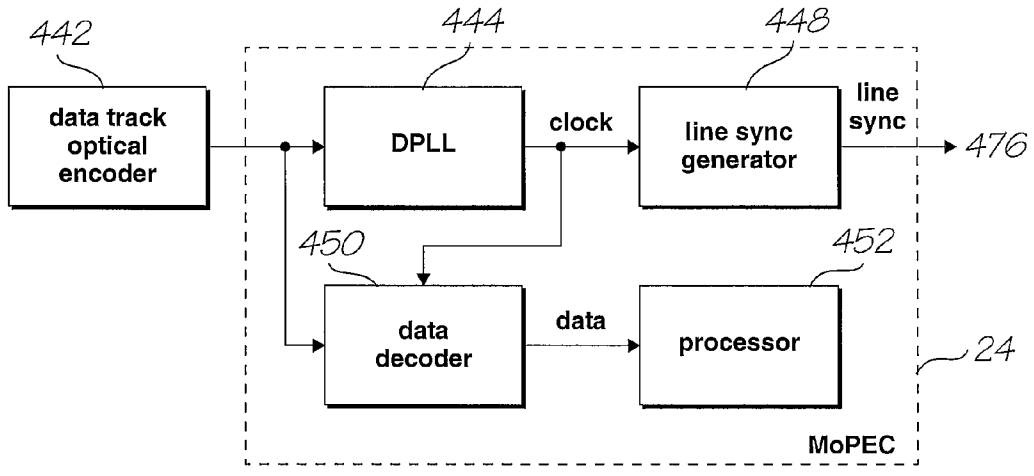 442
444
448
data track
optical
encoder
DPLL
clock
line sync
generator
line
sync
476
450
452
data
decoder
data
processor
24
MoPEC